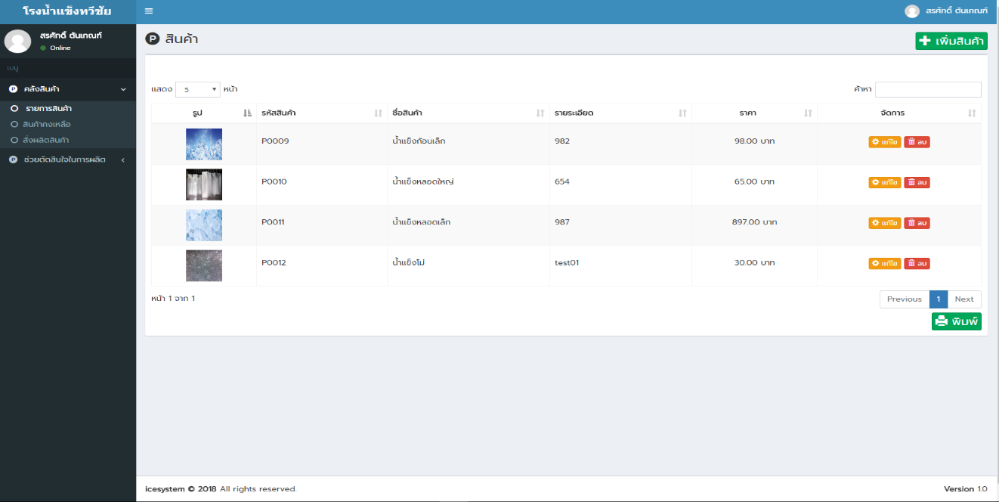 โรงน้ำแข็งทวีชัย
สรศักดิ์ ตันเกณฑ์
สรศักดิ์ ตันเกณฑ์
Online
เมนู
คลังสินค้า
รายการสินค้า
สินค้าคงเหลือ
สั่งผลิตสินค้า
ช่วยตัดสินใจในการผลิต
สินค้า
เพิ่มสินค้า
แสดง 5 หน้า
ค้าหา
รูป รหัสสินค้า ชื่อสินค้า รายระเอียด ราคา จัดการ
P0009 น้ำแข็งก้อนเล็ก 982 98.00 บาท แก้ไข ลบ
P0010 น้ำแข็งหลอดใหญ่ 654 65.00 บาท แก้ไข ลบ
P0011 น้ำแข็งหลอดเล็ก 987 897.00 บาท แก้ไข ลบ
P0012 น้ำแข็งโม่ test01 30.00 บาท แก้ไข ลบ
หน้า 1 จาก 1
Previous 1 Next
พิมพ์
icesystem © 2018 All rights reserved.
Version 1.0